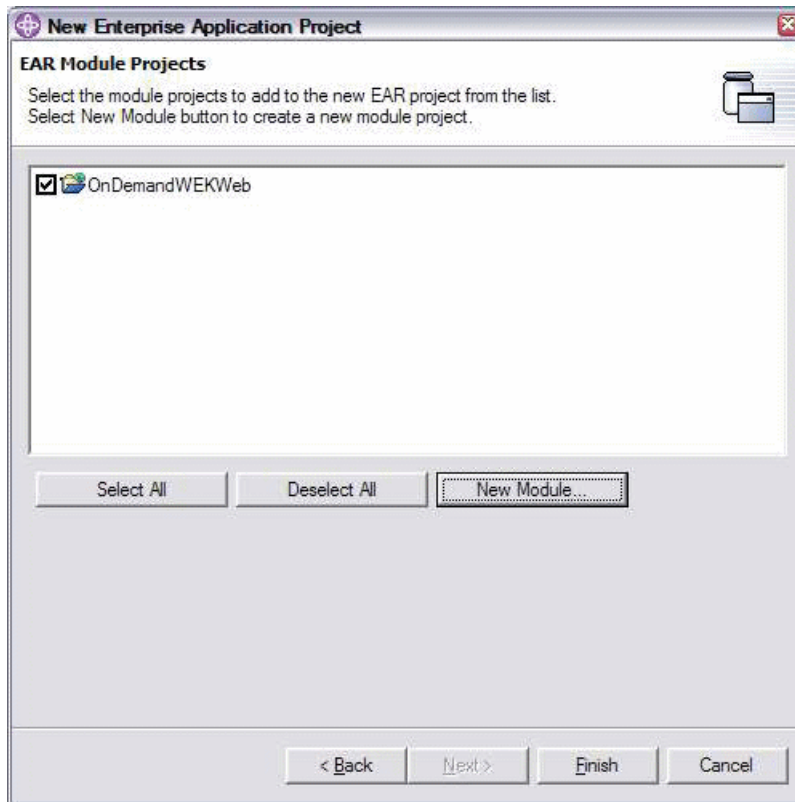 New Enterprise Application Project
EAR Module Projects
Select the module projects to add to the new EAR project from the list.
Select New Module button to create a new module project.
OnDemandWEKWeb
Select All Deselect All New Module...
< Back Next > Finish Cancel